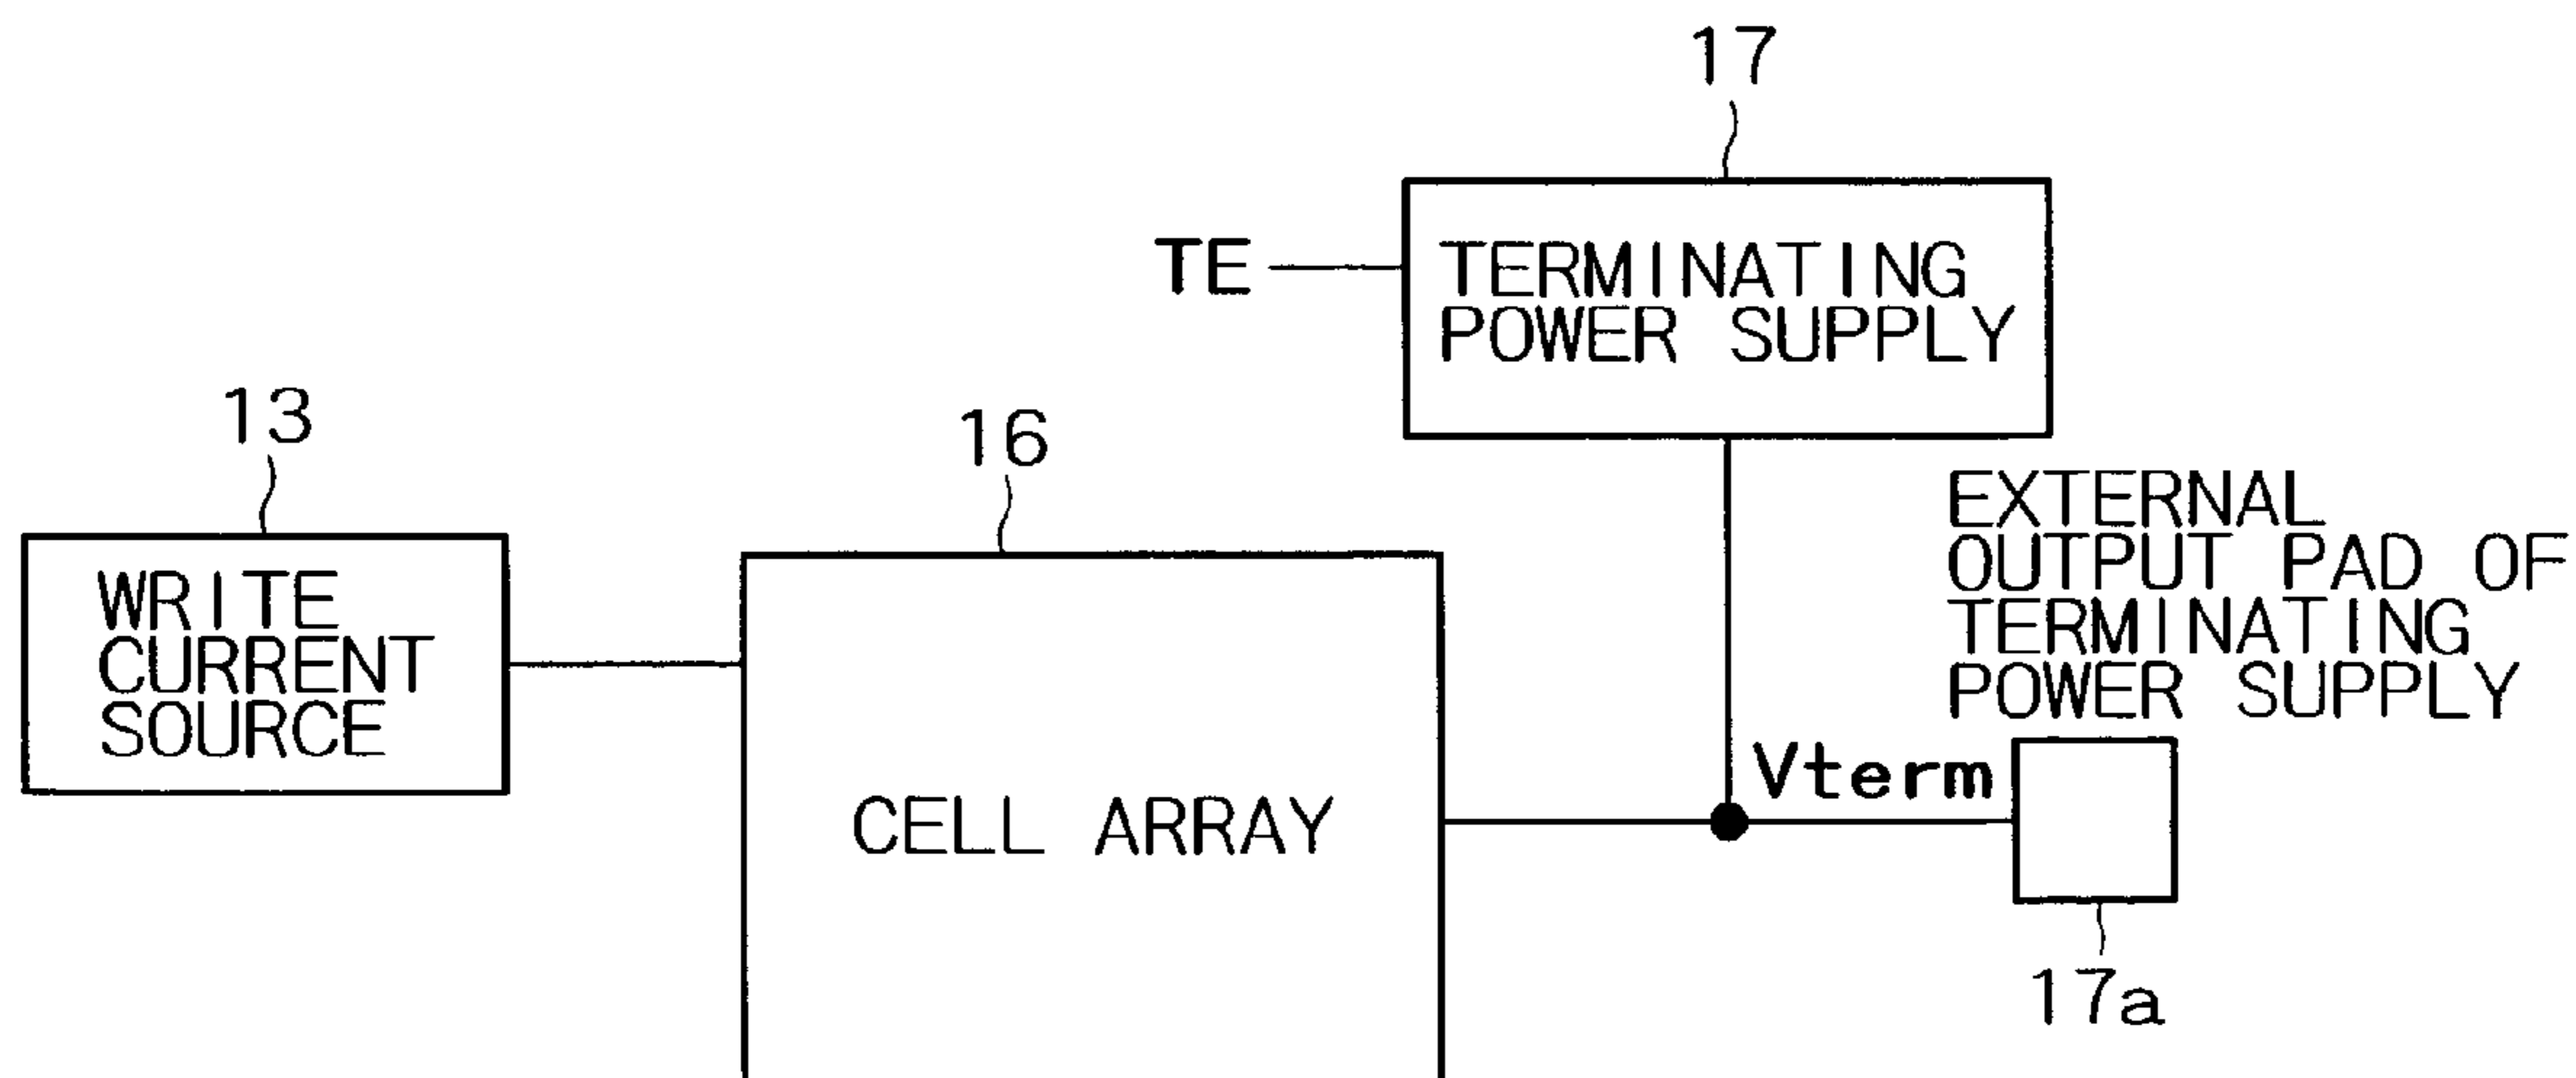 17
TE
TERMINATING
POWER SUPPLY
13
16
EXTERNAL
OUTPUT PAD OF
TERMINATING
POWER SUPPLY
WRITE
CURRENT
SOURCE
Vterm
CELL ARRAY
17a